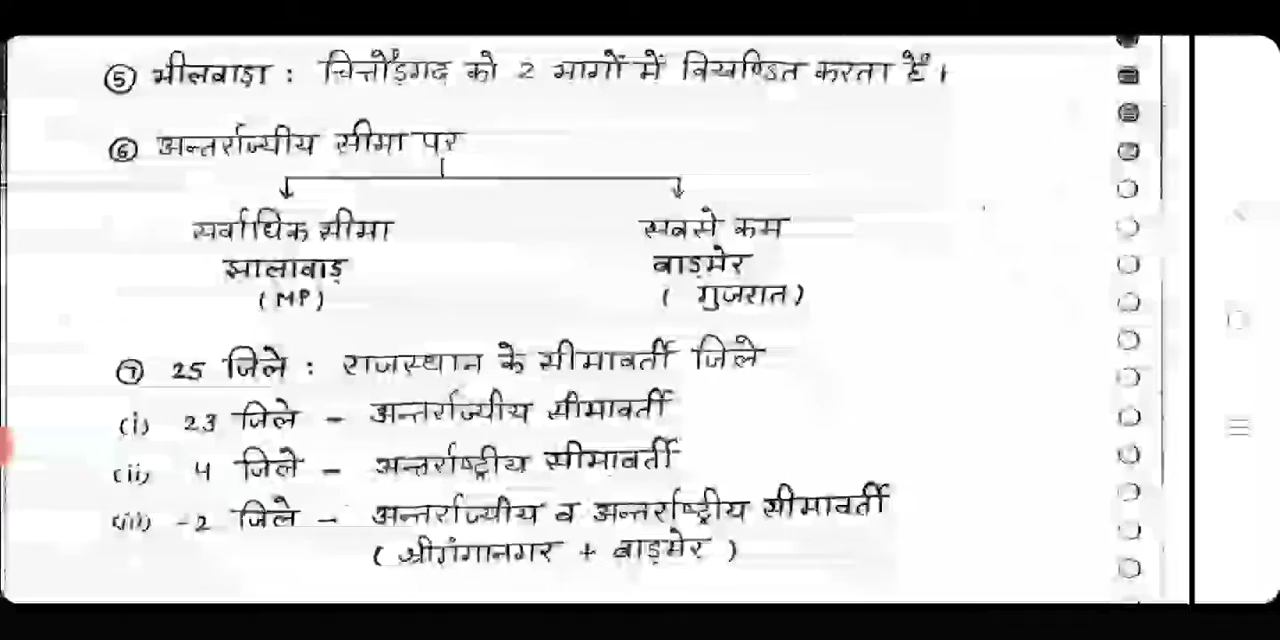 ⑤ भीलवाड़ा : चित्तौड़गढ को 2 भागों में विखण्डित करता है।
⑥ अन्तर्राज्यीय सीमा पर
सर्वाधिक सीमा सबसे कम
झालावाड़ बाड़मेर
(MP) ( गुजरात)
⑦ 25 जिले : राजस्थान के सीमावर्ती जिले
(i) 23 जिले - अन्तर्राज्यीय सीमावर्ती
(ii) 4 जिले - अन्तर्राष्ट्रीय सीमावर्ती
(iii) -2 जिले - अन्तर्राज्यीय व अन्तर्राष्ट्रीय सीमावर्ती
( श्रीगंगानगर + बाड़मेर )